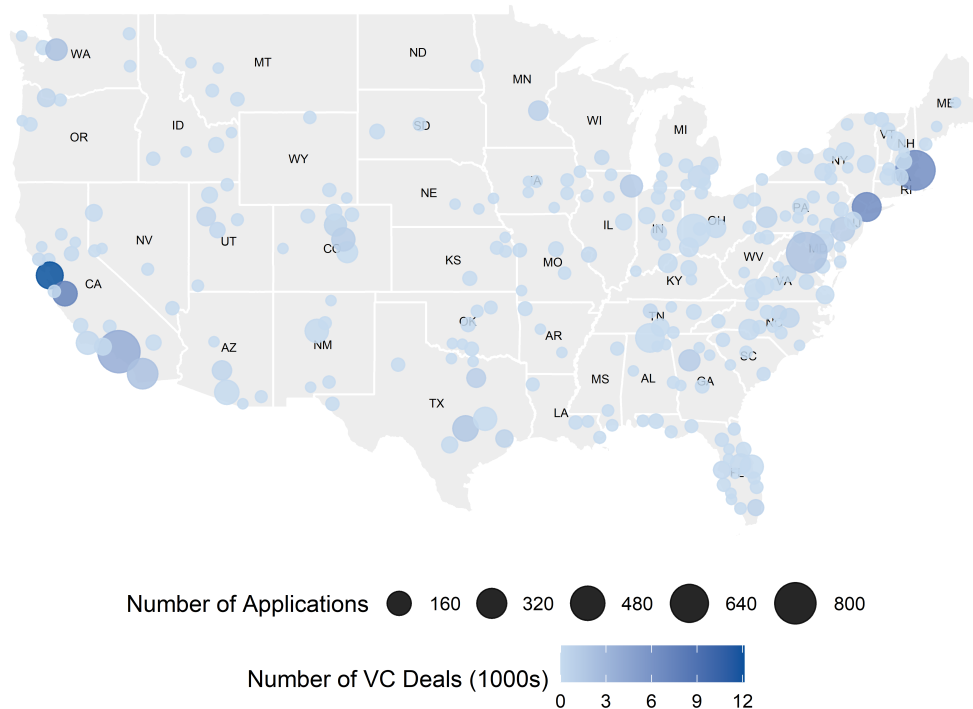 WA
MT
ND
MN
ME
OR
ID
SD
WI
MI
VT
NH
NY
WY
RI
NE
IA
PA
NV
UT
CO
IL
IN
OH
NJ
WV
MD
CA
KS
MO
KY
VA
AZ
NM
OK
AR
TN
NC
SC
TX
MS
AL
GA
LA
FL
Number of Applications 160 320 480 640 800
Number of VC Deals (1000s)
0 3 6 9 12